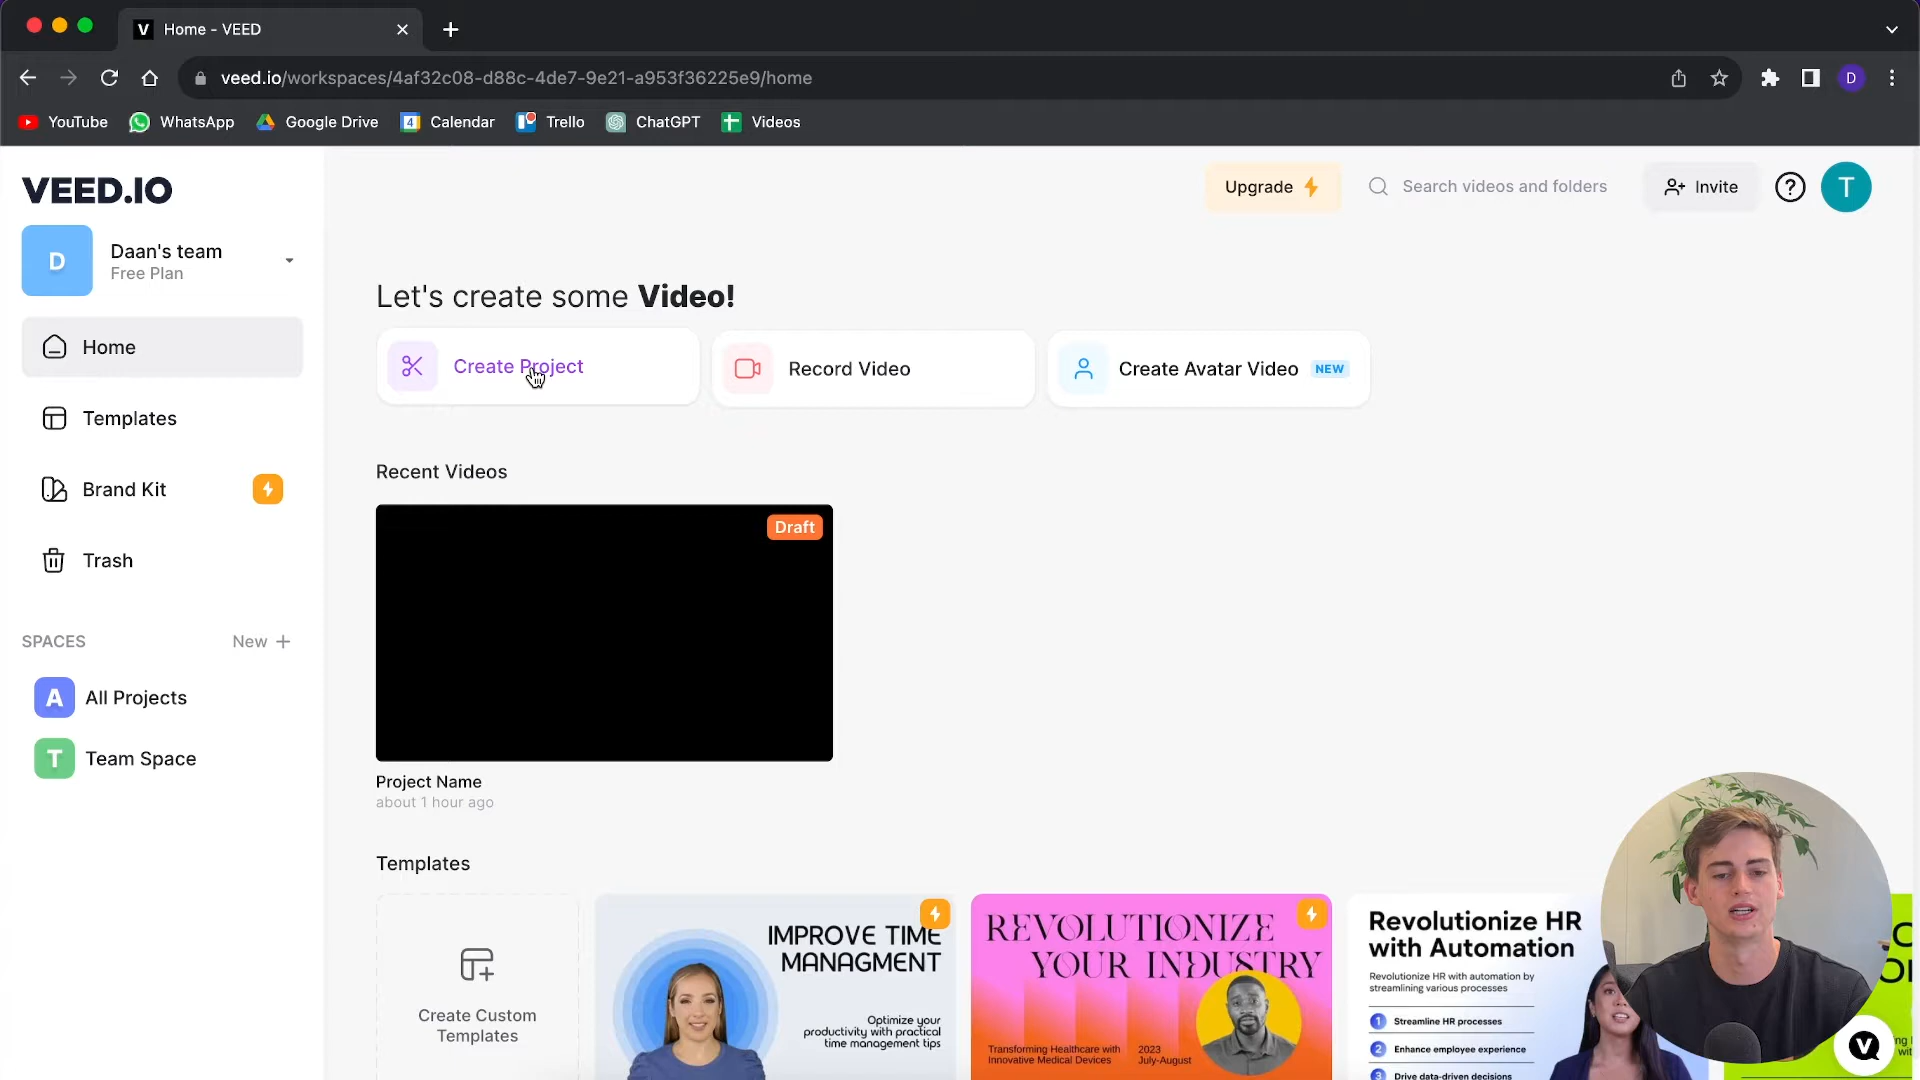 V Home - VEED
veed.io/workspaces/4af32c08-d88c-4de7-9e21-a953f36225e9/home
D
YouTube WhatsApp Google Drive 4 Calendar Trello ChatGPT Videos
VEED.IO
Upgrade Search videos and folders Invite ? T
D Daan's team
Free Plan
Let's create some Video!
Home
Create Project Record Video Create Avatar Video NEW
Templates
Brand Kit
Trash
Recent Videos
Draft
SPACES New +
A All Projects
T Team Space
Project Name
about 1 hour ago
Templates
Create Custom
Templates
IMPROVE TIME
MANAGMENT
Optimize your
productivity with practical
time management tips
REVOLUTIONIZE
YOUR INDUSTRY
Transforming Healthcare with
Innovative Medical Devices
2023
July-August
Revolutionize HR
with Automation
Revolutionize HR with automation by
streamlining various processes
1 Streamline HR processes
2 Enhance employee experience
3 Drive data-driven decisions